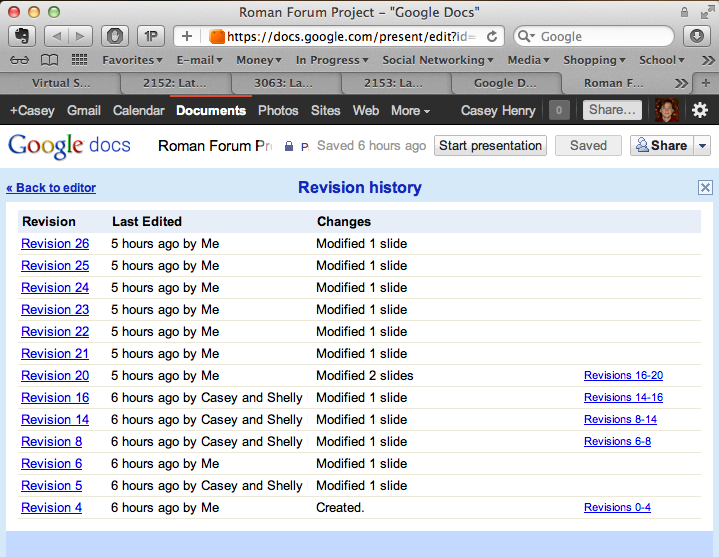 Roman Forum Project – "Google Docs"
1P https://docs.google.com/present/edit?id= Google
Favorites E-mail Money In Progress Social Networking Media Shopping School
Virtual S... 2152: Lat... 3063: La... 2153: La... Google D... Roman F...
+Casey Gmail Calendar Documents Photos Sites Web More Casey Henry 0 Share...
Google docs Roman Forum Pr P Saved 6 hours ago Start presentation Saved Share
« Back to editor Revision history
Revision Last Edited Changes
Revision 26 5 hours ago by Me Modified 1 slide
Revision 25 5 hours ago by Me Modified 1 slide
Revision 24 5 hours ago by Me Modified 1 slide
Revision 23 5 hours ago by Me Modified 1 slide
Revision 22 5 hours ago by Me Modified 1 slide
Revision 21 5 hours ago by Me Modified 1 slide
Revision 20 5 hours ago by Me Modified 2 slides Revisions 16-20
Revision 16 6 hours ago by Casey and Shelly Modified 1 slide Revisions 14-16
Revision 14 6 hours ago by Casey and Shelly Modified 1 slide Revisions 8-14
Revision 8 6 hours ago by Casey and Shelly Modified 1 slide Revisions 6-8
Revision 6 6 hours ago by Me Modified 1 slide
Revision 5 6 hours ago by Casey and Shelly Modified 1 slide
Revision 4 6 hours ago by Me Created. Revisions 0-4